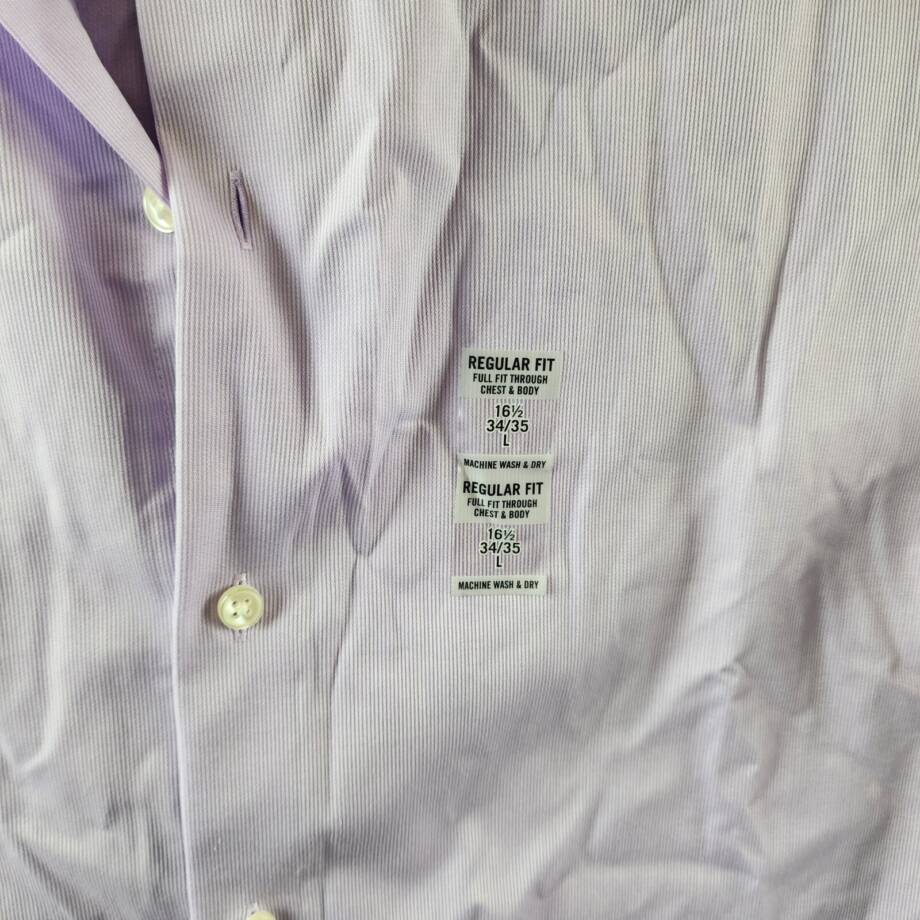 REGULAR FIT
FULL FIT THROUGH
CHEST & BODY
16½
34/35
L
MACHINE WASH & DRY
REGULAR FIT
FULL FIT THROUGH
CHEST & BODY
16½
34/35
L
MACHINE WASH & DRY